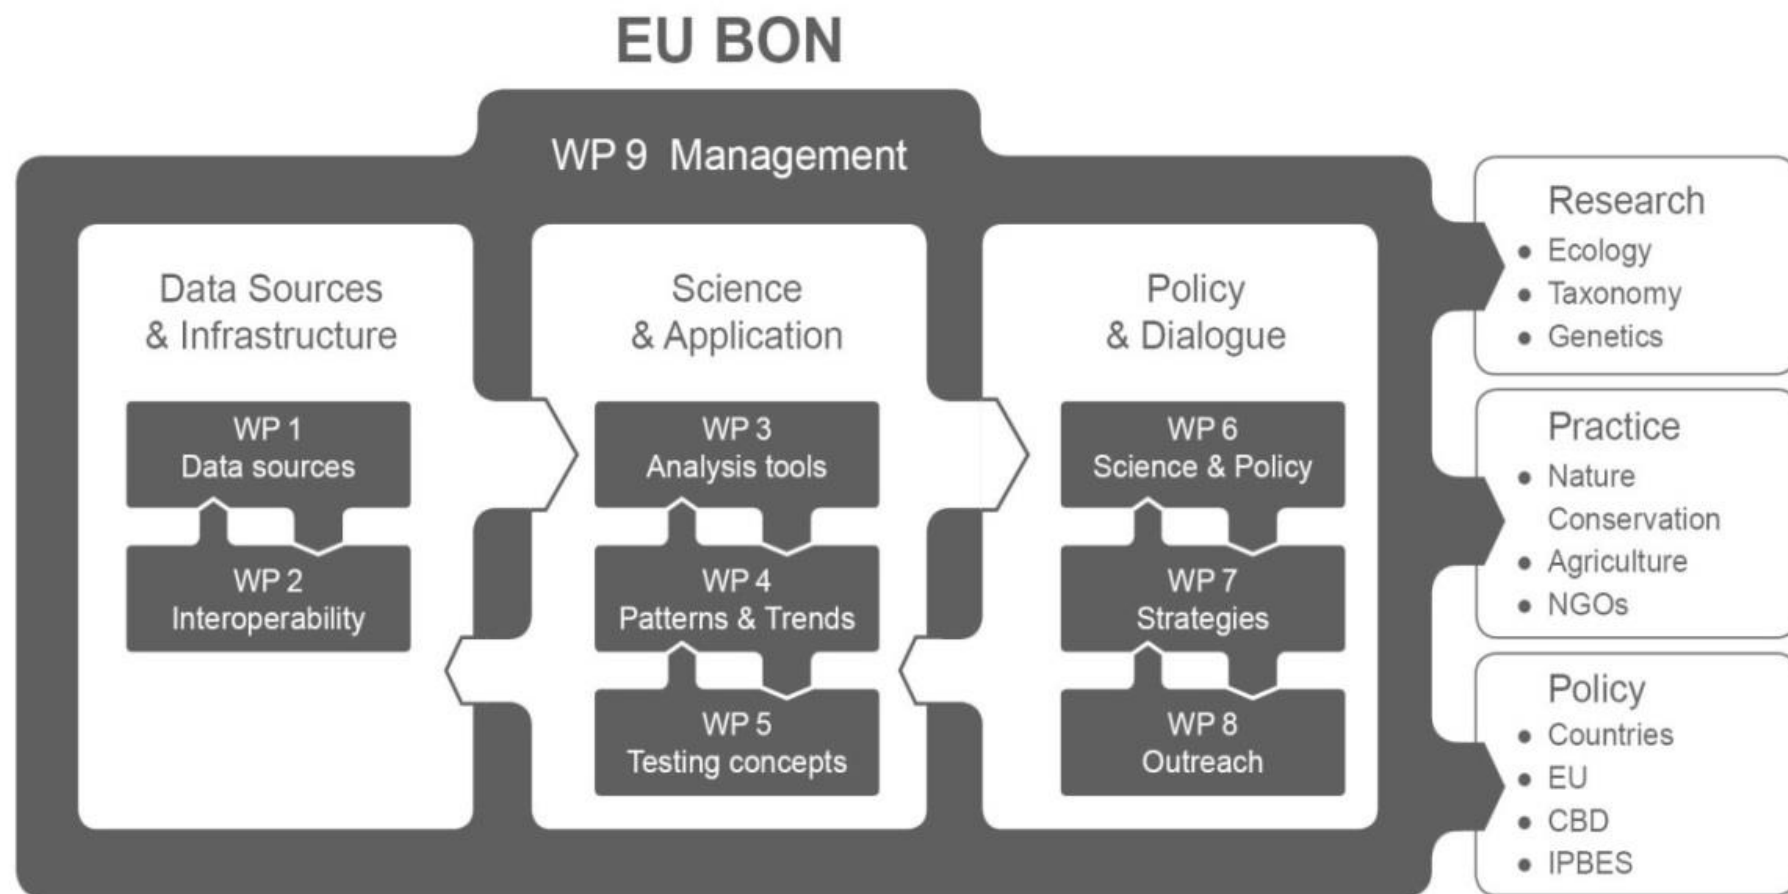 EU BON
WP 9 Management
Data Sources
& Infrastructure
WP 1
Data sources
WP 2
Interoperability
Science
& Application
WP 3
Analysis tools
WP 4
Patterns & Trends
WP 5
Testing concepts
Policy
& Dialogue
WP 6
Science & Policy
WP 7
Strategies
WP 8
Outreach
Research
• Ecology
• Taxonomy
• Genetics
Practice
• Nature
Conservation
• Agriculture
• NGOs
Policy
• Countries
• EU
• CBD
• IPBES